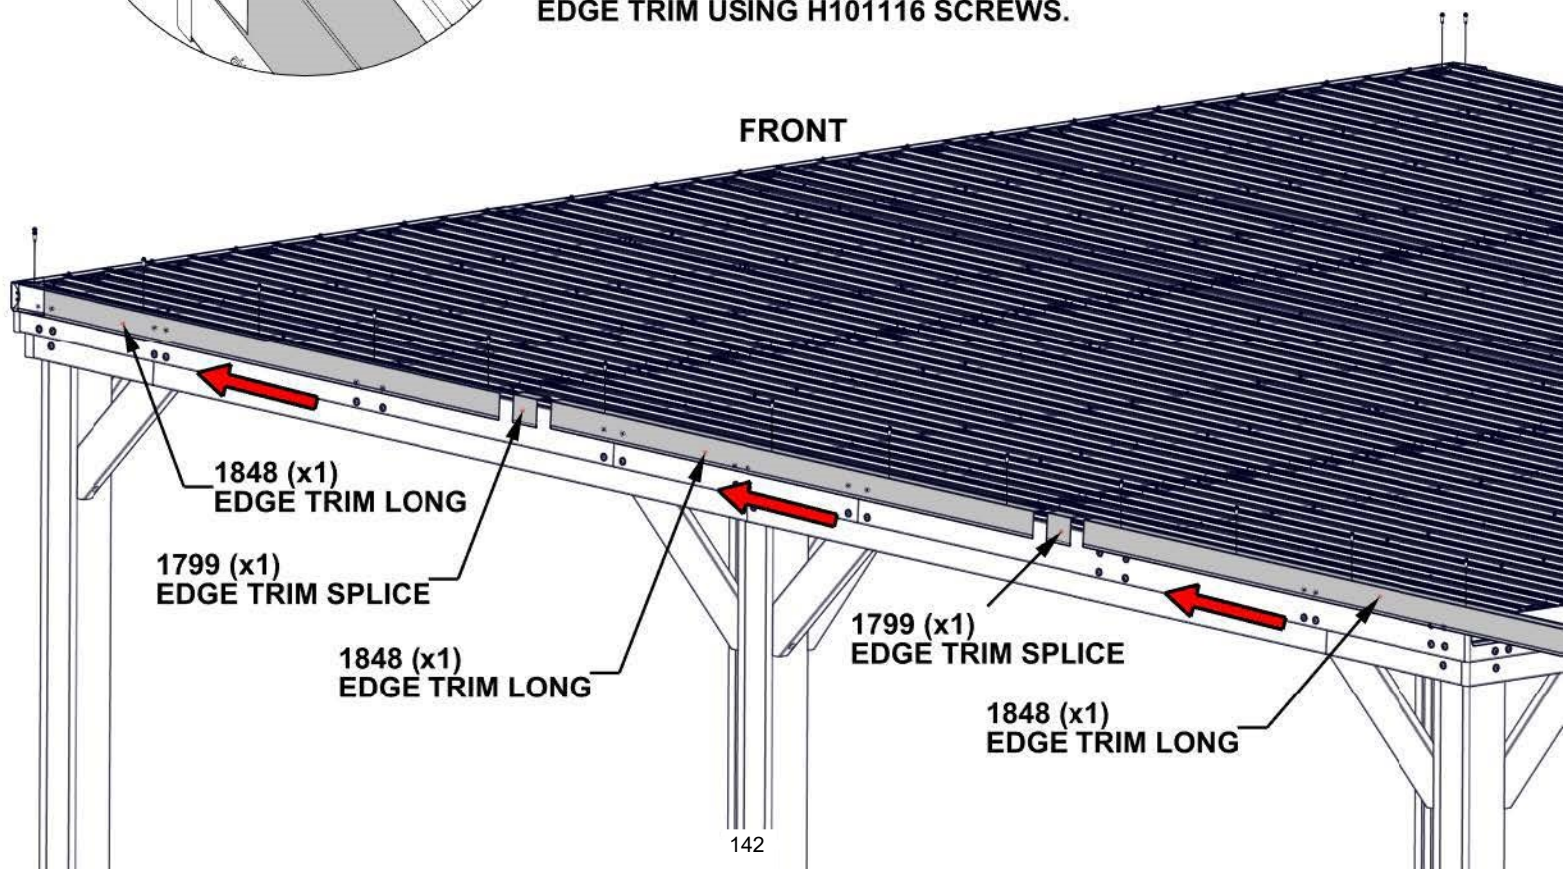 EDGE TRIM USING H101116 SCREWS.
FRONT
1848 (x1)
EDGE TRIM LONG
1799 (x1)
EDGE TRIM SPLICE
1848 (x1)
EDGE TRIM LONG
1799 (x1)
EDGE TRIM SPLICE
1848 (x1)
EDGE TRIM LONG
142